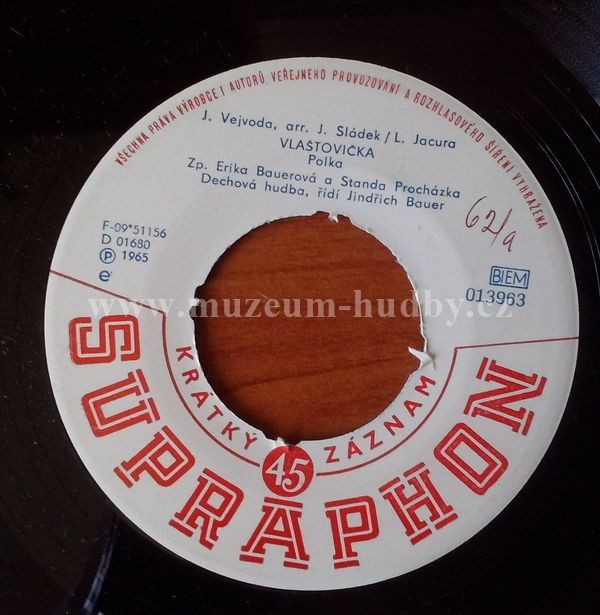 VŠECHNA PRÁVA VÝROBCE I AUTORŮ, VEŘEJNÉHO PROVOZOVÁNÍ A ROZHLASOVÉHO ŠÍŘENÍ VYHRAŽENA
J. Vejvoda, arr. J. Sládek / L. Jacura
VLAŠTOVIČKA
Polka
Zp. Erika Bauerová a Standa Procházka
Dechová hudba, řídí Jindřich Bauer
62/a
F-09*51156
D 01680
Ⓟ 1965
e
BIEM
013963
www.muzeum-hudby.cz
KRÁTKÝ 45 ZÁZNAM
SUPRAPHON